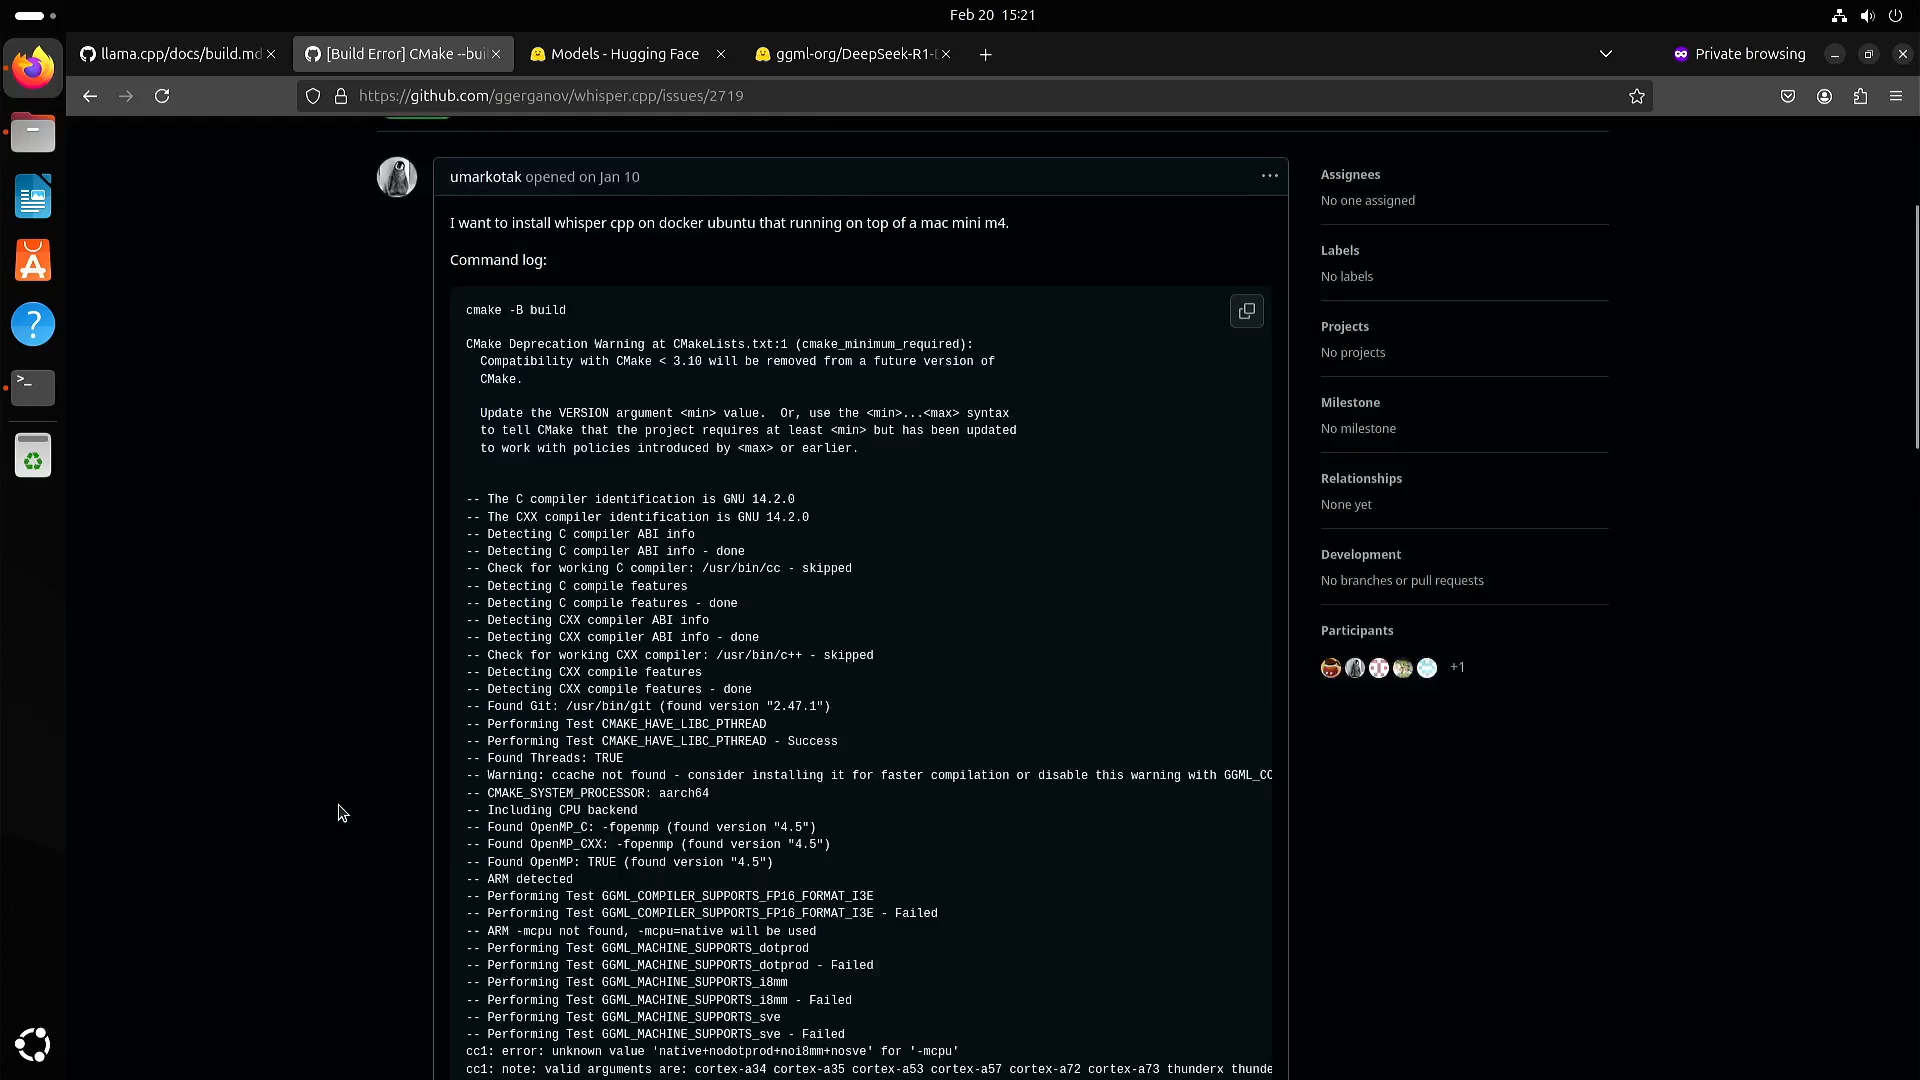 Feb 20 15:21
llama.cpp/docs/build.md
[Build Error] CMake --buil
Models - Hugging Face
ggml-org/DeepSeek-R1-
Private browsing
https://github.com/ggerganov/whisper.cpp/issues/2719
umarkotak opened on Jan 10
I want to install whisper cpp on docker ubuntu that running on top of a mac mini m4.
Command log:
cmake -B build
CMake Deprecation Warning at CMakeLists.txt:1 (cmake_minimum_required):
Compatibility with CMake < 3.10 will be removed from a future version of
CMake.
Update the VERSION argument <min> value. Or, use the <min>...<max> syntax
to tell CMake that the project requires at least <min> but has been updated
to work with policies introduced by <max> or earlier.
-- The C compiler identification is GNU 14.2.0
-- The CXX compiler identification is GNU 14.2.0
-- Detecting C compiler ABI info
-- Detecting C compiler ABI info - done
-- Check for working C compiler: /usr/bin/cc - skipped
-- Detecting C compile features
-- Detecting C compile features - done
-- Detecting CXX compiler ABI info
-- Detecting CXX compiler ABI info - done
-- Check for working CXX compiler: /usr/bin/c++ - skipped
-- Detecting CXX compile features
-- Detecting CXX compile features - done
-- Found Git: /usr/bin/git (found version "2.47.1")
-- Performing Test CMAKE_HAVE_LIBC_PTHREAD
-- Performing Test CMAKE_HAVE_LIBC_PTHREAD - Success
-- Found Threads: TRUE
-- Warning: ccache not found - consider installing it for faster compilation or disable this warning with GGML_CC
-- CMAKE_SYSTEM_PROCESSOR: aarch64
-- Including CPU backend
-- Found OpenMP_C: -fopenmp (found version "4.5")
-- Found OpenMP_CXX: -fopenmp (found version "4.5")
-- Found OpenMP: TRUE (found version "4.5")
-- ARM detected
-- Performing Test GGML_COMPILER_SUPPORTS_FP16_FORMAT_I3E
-- Performing Test GGML_COMPILER_SUPPORTS_FP16_FORMAT_I3E - Failed
-- ARM -mcpu not found, -mcpu=native will be used
-- Performing Test GGML_MACHINE_SUPPORTS_dotprod
-- Performing Test GGML_MACHINE_SUPPORTS_dotprod - Failed
-- Performing Test GGML_MACHINE_SUPPORTS_i8mm
-- Performing Test GGML_MACHINE_SUPPORTS_i8mm - Failed
-- Performing Test GGML_MACHINE_SUPPORTS_sve
-- Performing Test GGML_MACHINE_SUPPORTS_sve - Failed
cc1: error: unknown value 'native+nodotprod+noi8mm+nosve' for '-mcpu'
cc1: note: valid arguments are: cortex-a34 cortex-a35 cortex-a53 cortex-a57 cortex-a72 cortex-a73 thunderx thunde
Assignees
No one assigned
Labels
No labels
Projects
No projects
Milestone
No milestone
Relationships
None yet
Development
No branches or pull requests
Participants
+1